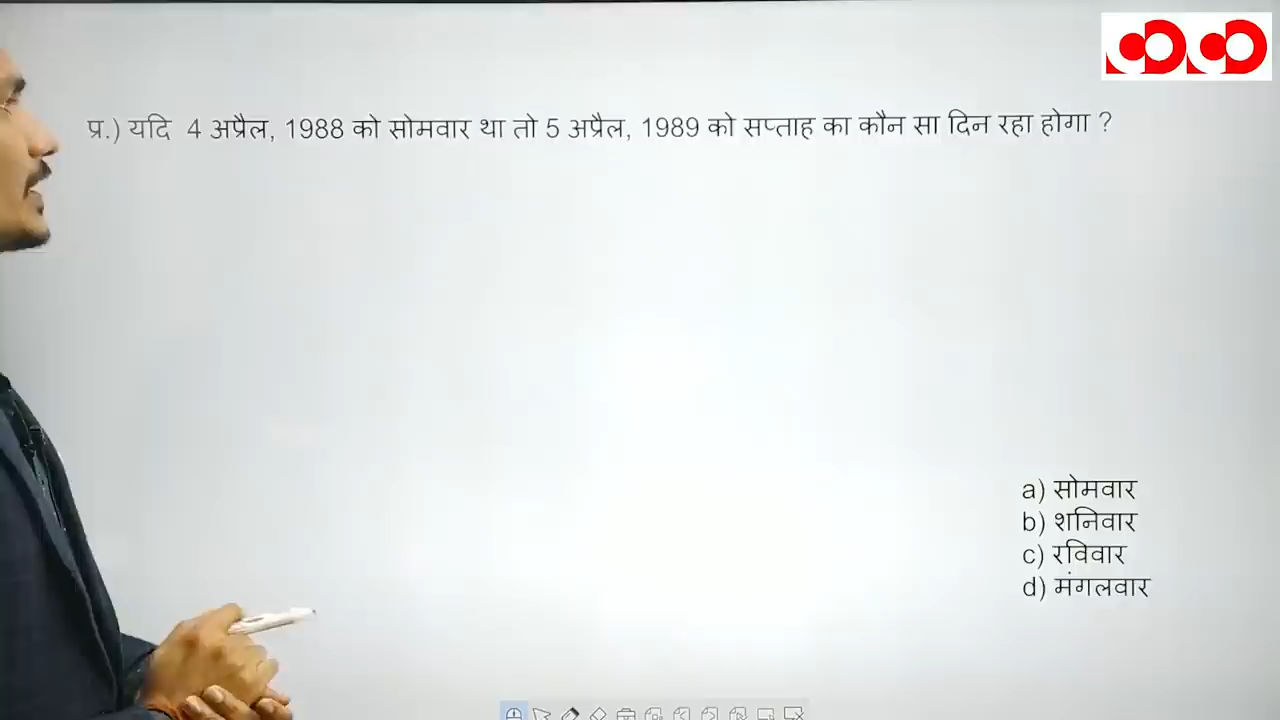 प्र.) यदि 4 अप्रैल, 1988 को सोमवार था तो 5 अप्रैल, 1989 को सप्ताह का कौन सा दिन रहा होगा ?
a) सोमवार
b) शनिवार
c) रविवार
d) मंगलवार